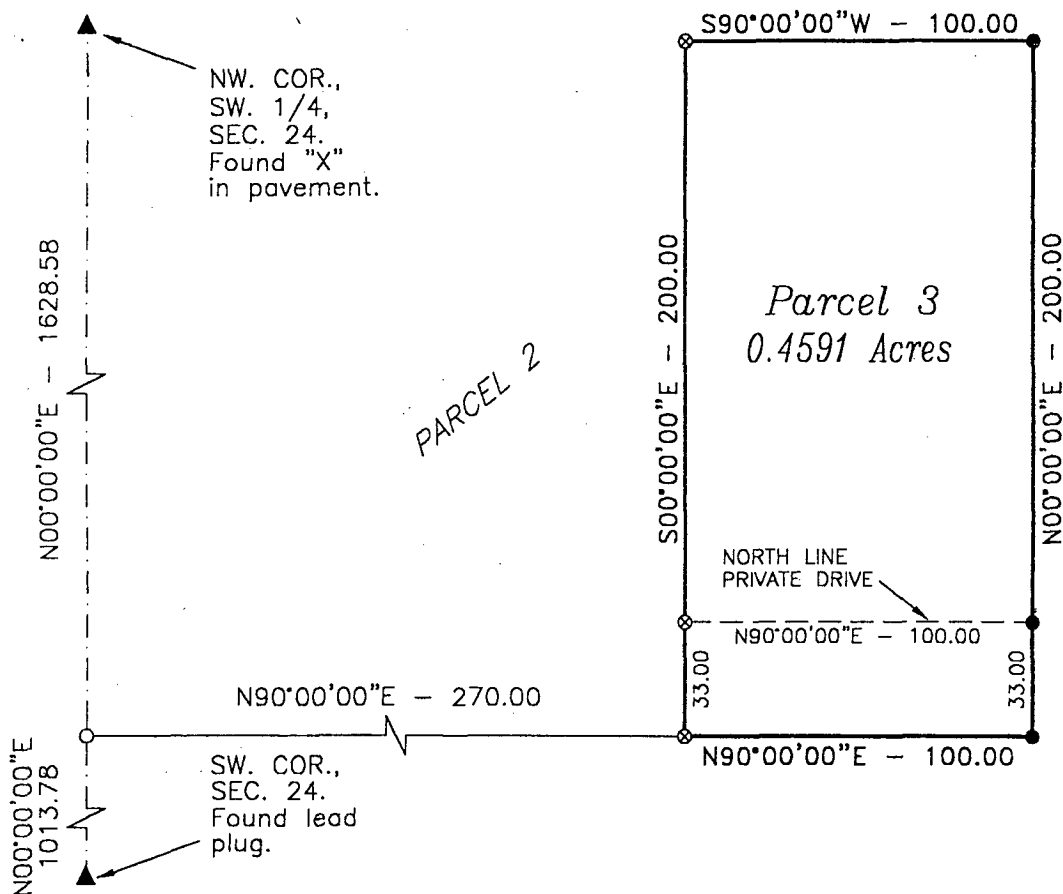 S90°00'00"W - 100.00
NW. COR.,
SW. 1/4,
SEC. 24.
Found "X"
in pavement.
N00°00'00"E - 1628.58
PARCEL 2
S00°00'00"E - 200.00
Parcel 3
0.4591 Acres
N00°00'00"E - 200.00
NORTH LINE
PRIVATE DRIVE
N90°00'00"E - 100.00
33.00
33.00
N90°00'00"E - 270.00
N90°00'00"E - 100.00
N00°00'00"E
1013.78
SW. COR.,
SEC. 24.
Found lead
plug.